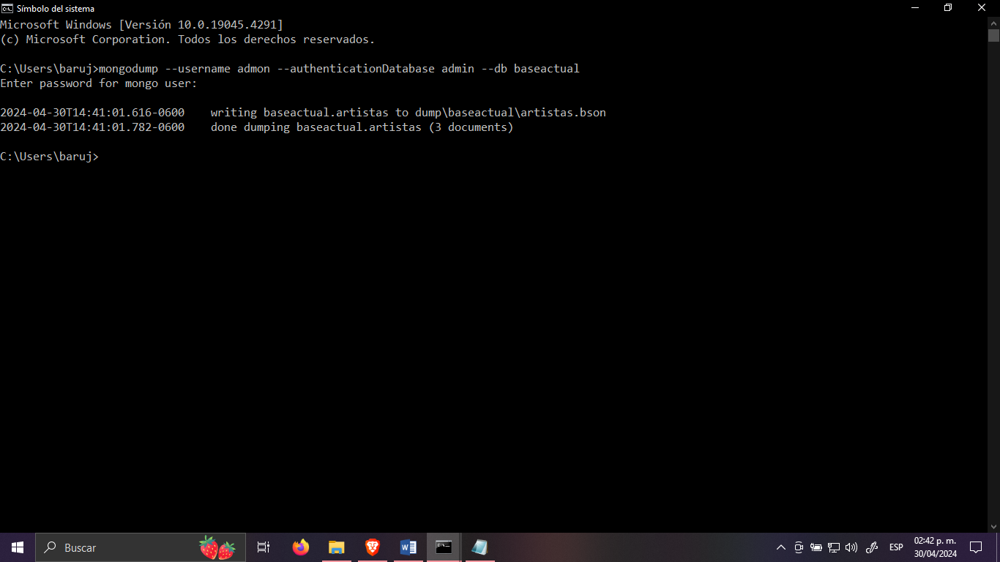 Símbolo del sistema
Microsoft Windows [Versión 10.0.19045.4291]
(c) Microsoft Corporation. Todos los derechos reservados.
C:\Users\baruj>mongodump --username admon --authenticationDatabase admin --db baseactual
Enter password for mongo user:
2024-04-30T14:41:01.616-0600    writing baseactual.artistas to dump\baseactual\artistas.bson
2024-04-30T14:41:01.782-0600    done dumping baseactual.artistas (3 documents)
C:\Users\baruj>
Buscar
ESP
02:42 p. m.
30/04/2024